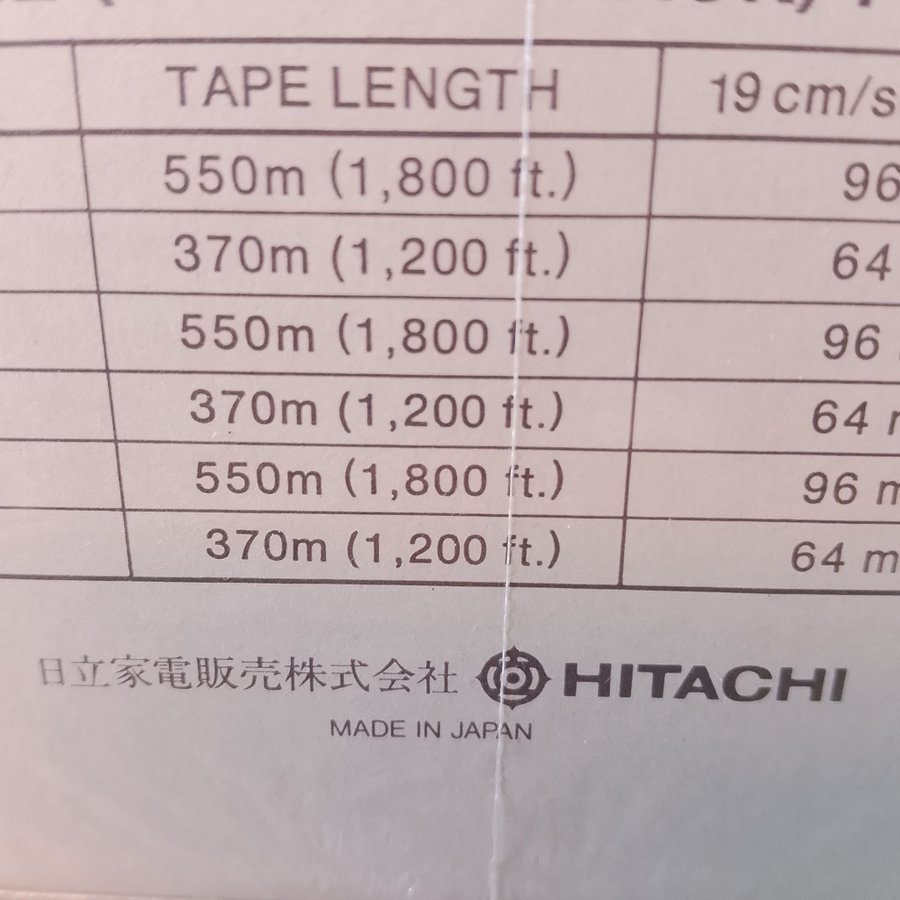 TAPE LENGTH 19 cm/s
550m (1,800 ft.) 96
370m (1,200 ft.) 64
550m (1,800 ft.) 96
370m (1,200 ft.) 64
550m (1,800 ft.) 96
370m (1,200 ft.) 64 m
日立家電販売株式会社 HITACHI
MADE IN JAPAN